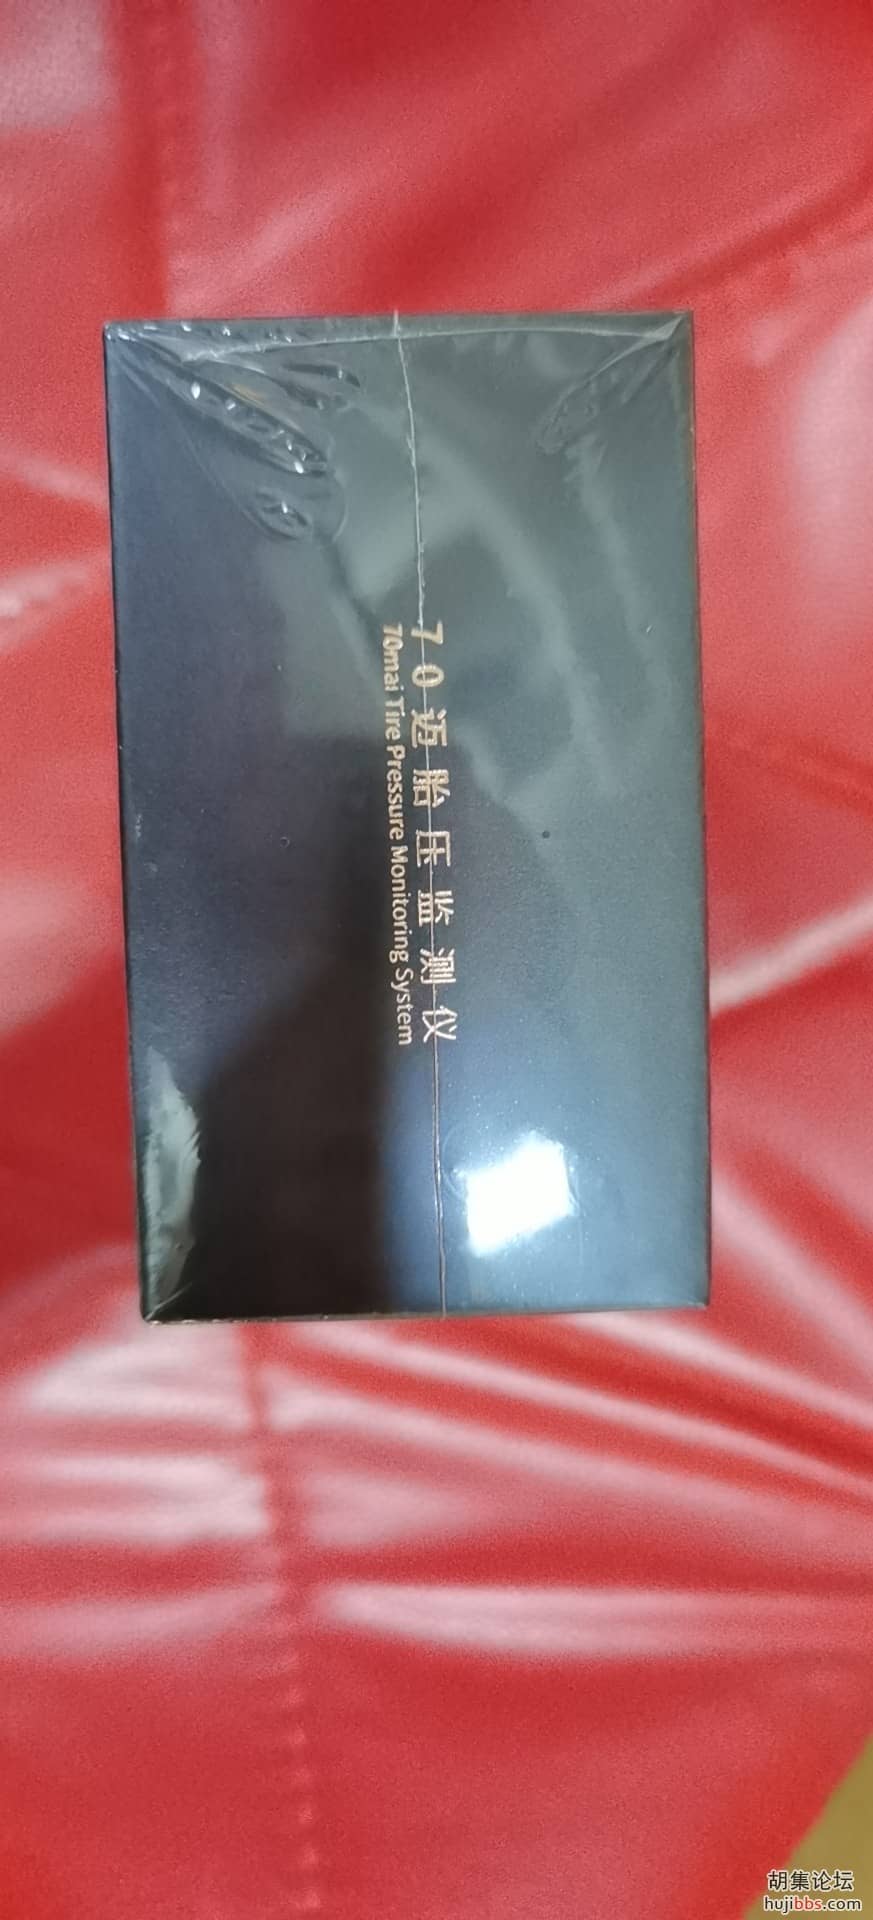 70迈胎压监测仪
70mai Tire Pressure Monitoring System
胡集论坛
hujibbs.com